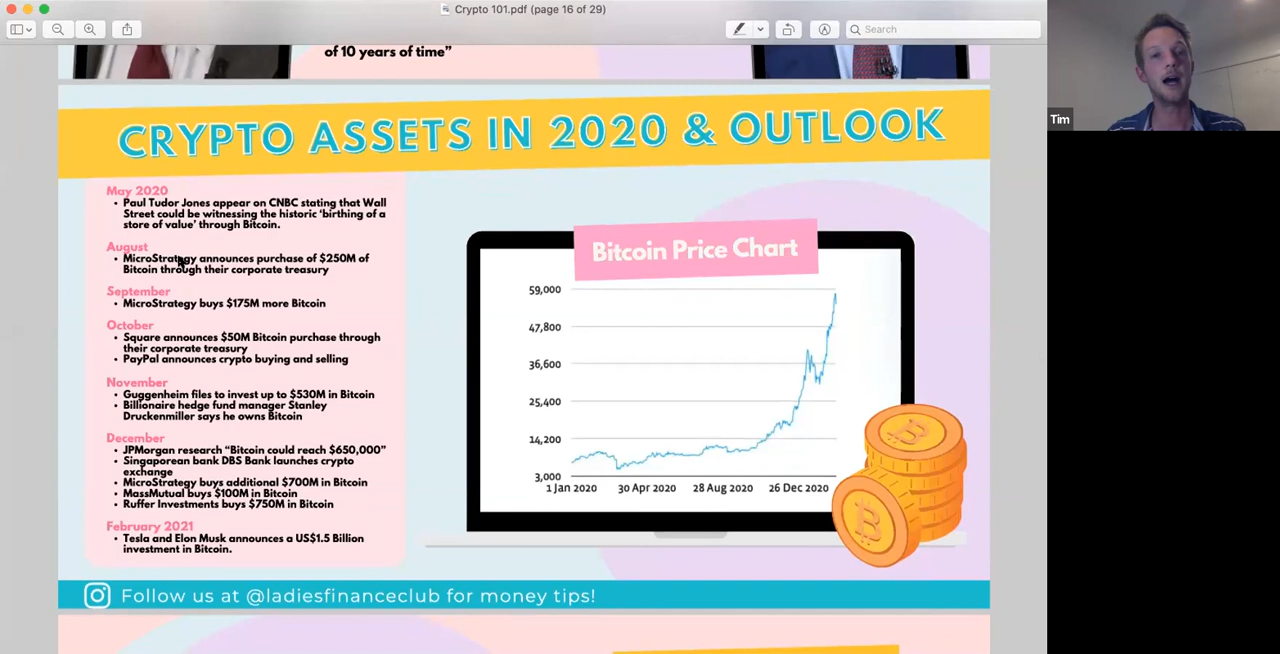 Crypto 101.pdf (page 16 of 29)
Search
Tim
of 10 years of time”
CRYPTO ASSETS IN 2020 & OUTLOOK
May 2020
• Paul Tudor Jones appear on CNBC stating that Wall
Street could be witnessing the historic ‘birthing of a
store of value’ through Bitcoin.
August
• MicroStrategy announces purchase of $250M of
Bitcoin through their corporate treasury
September
• MicroStrategy buys $175M more Bitcoin
October
• Square announces $50M Bitcoin purchase through
their corporate treasury
• PayPal announces crypto buying and selling
November
• Guggenheim files to invest up to $530M in Bitcoin
• Billionaire hedge fund manager Stanley
Druckenmiller says he owns Bitcoin
December
• JPMorgan research “Bitcoin could reach $650,000”
• Singaporean bank DBS Bank launches crypto
exchange
• MicroStrategy buys additional $700M in Bitcoin
• MassMutual buys $100M in Bitcoin
• Ruffer Investments buys $750M in Bitcoin
February 2021
• Tesla and Elon Musk announces a US$1.5 Billion
investment in Bitcoin.
Bitcoin Price Chart
59,000
47,800
36,600
25,400
14,200
3,000
1 Jan 2020 30 Apr 2020 28 Aug 2020 26 Dec 2020
Follow us at @ladiesfinanceclub for money tips!